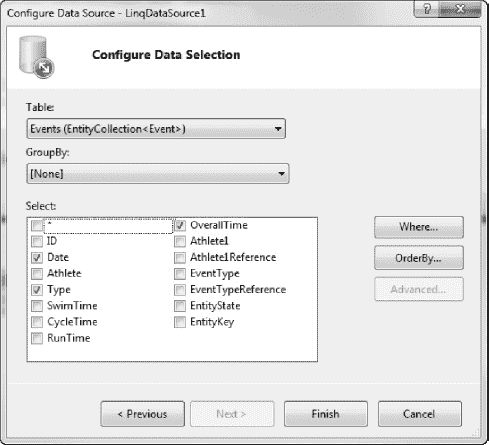 Configure Data Source - LinqDataSource1
Configure Data Selection
Table:
Events (EntityCollection<Event>)
GroupBy:
[None]
Select:
*
ID
Date
Athlete
Type
SwimTime
CycleTime
RunTime
OverallTime
Athlete1
Athlete1Reference
EventType
EventTypeReference
EntityState
EntityKey
Where...
OrderBy...
Advanced...
< Previous
Next >
Finish
Cancel